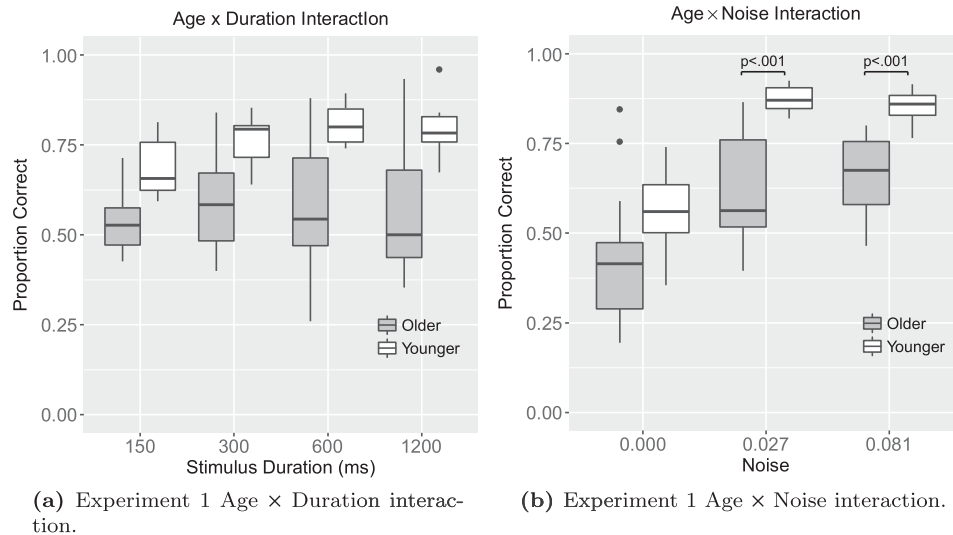 Age x Duration InteractIon
1.00
0.75
0.50
0.25
0.00
Proportion Correct
Older
Younger
150
300
600
1200
Stimulus Duration (ms)
(a) Experiment 1 Age × Duration interac-
tion.
Age × Noise Interaction
1.00
0.75
0.50
0.25
0.00
Proportion Correct
p<.001
p<.001
Older
Younger
0.000
0.027
0.081
Noise
(b) Experiment 1 Age × Noise interaction.